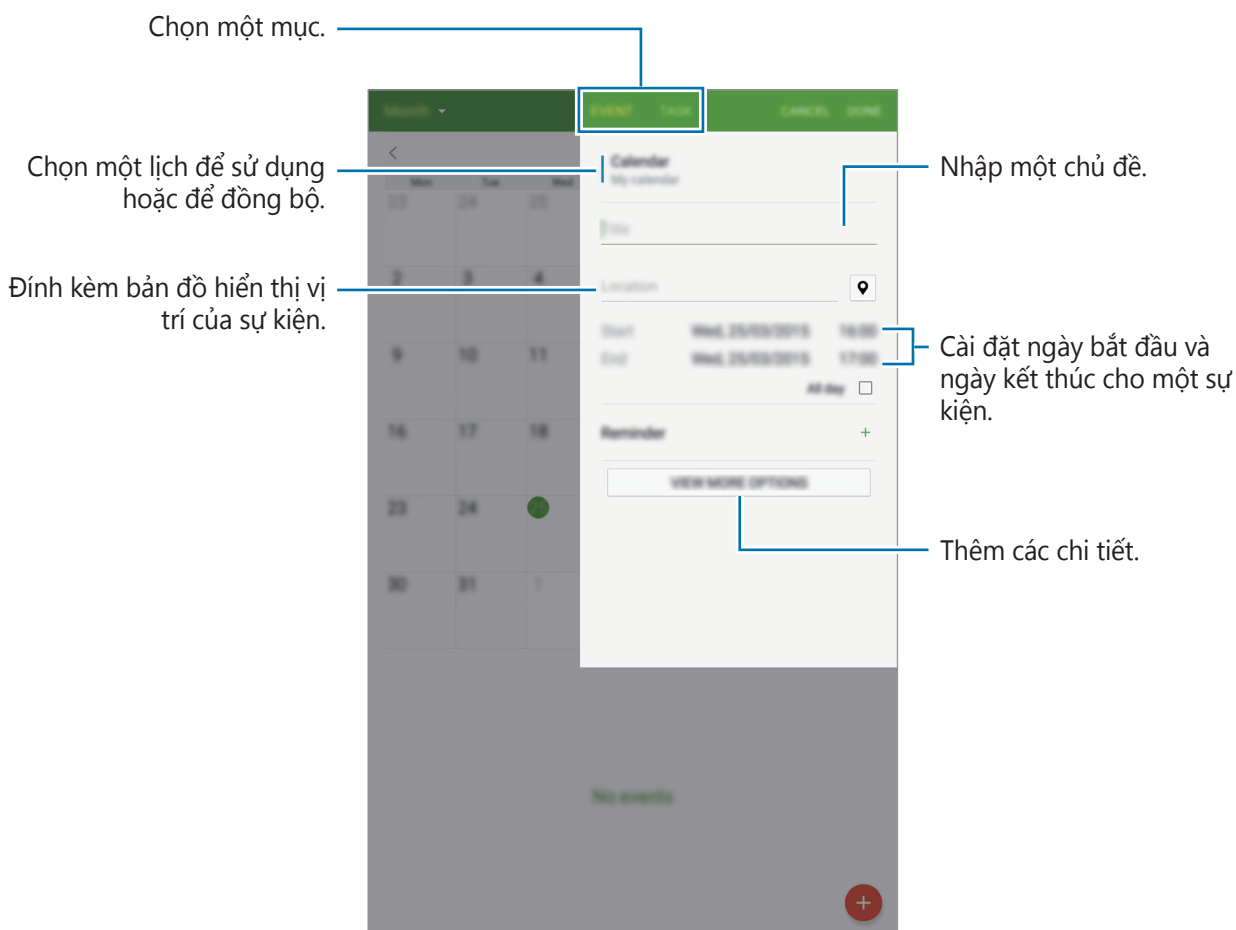 Chọn một mục.
Month
EVENT TASK CANCEL DONE
Chọn một lịch để sử dụng
hoặc để đồng bộ.
Calendar
My calendar
Nhập một chủ đề.
Mon Tue Wed
23 24 25
Title
Đính kèm bản đồ hiển thị vị
trí của sự kiện.
2 3 4
Location
Start Wed, 25/03/2015 16:00
End Wed, 25/03/2015 17:00
Cài đặt ngày bắt đầu và
ngày kết thúc cho một sự
kiện.
9 10 11
All day
16 17 18
Reminder
VIEW MORE OPTIONS
23 24 25
Thêm các chi tiết.
30 31 1
No events